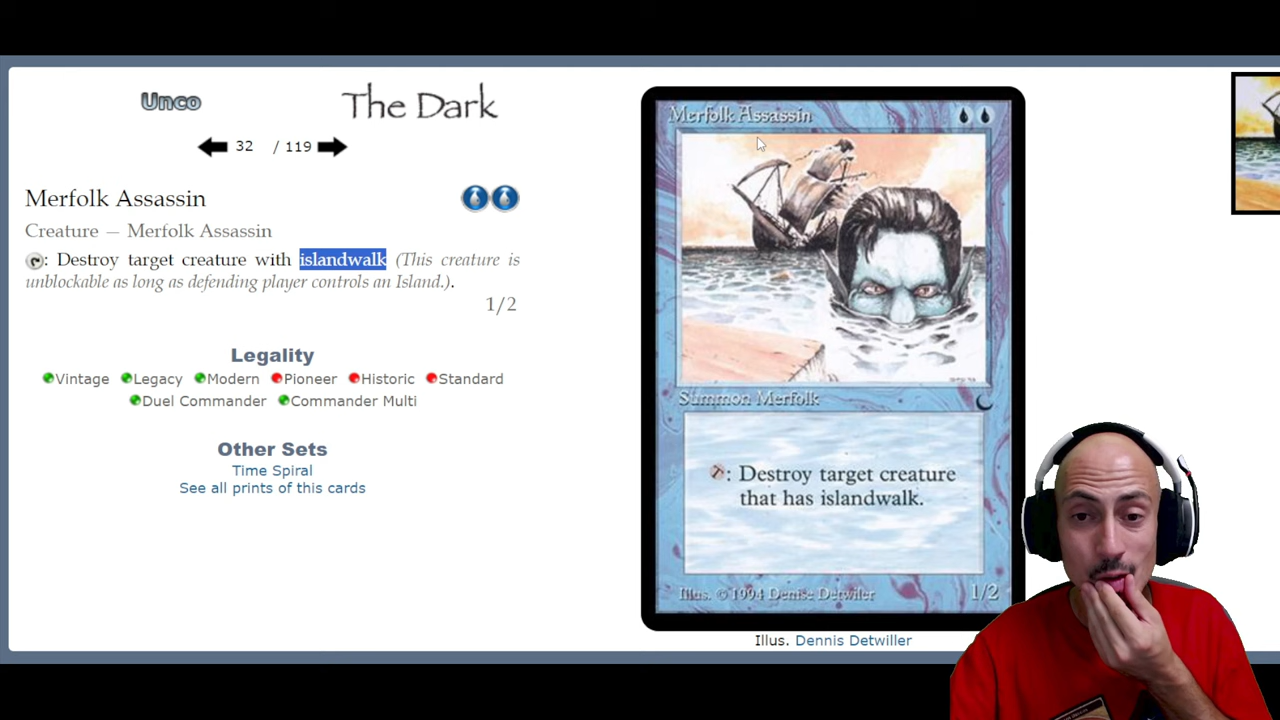 Unco
The Dark
32 / 119
Merfolk Assassin
Creature — Merfolk Assassin
: Destroy target creature with islandwalk (This creature is
unblockable as long as defending player controls an Island.).
1/2
Legality
Vintage Legacy Modern Pioneer Historic Standard
Duel Commander Commander Multi
Other Sets
Time Spiral
See all prints of this cards
Merfolk Assassin
Summon Merfolk
: Destroy target creature
that has islandwalk.
Illus. © 1994 Denise Detwiler
1/2
Illus. Dennis Detwiller